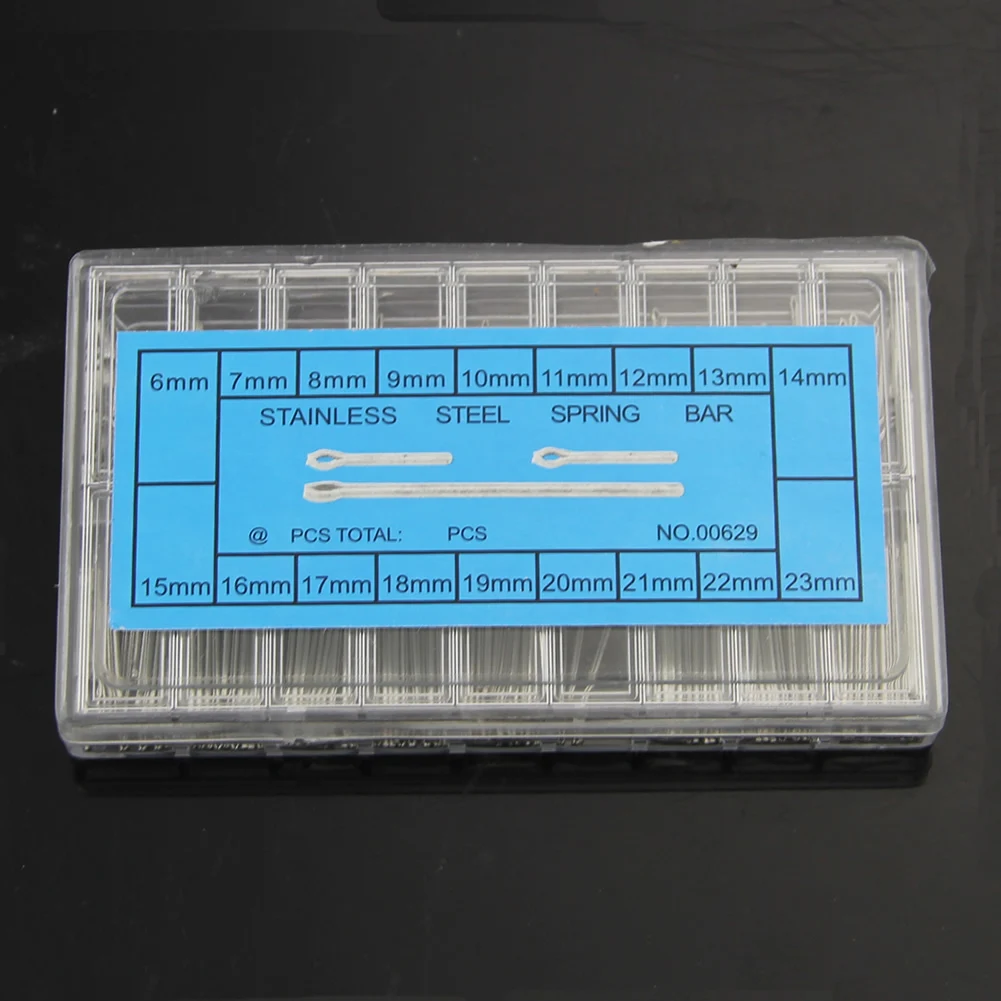 6mm 7mm 8mm 9mm 10mm 11mm 12mm 13mm 14mm
STAINLESS STEEL SPRING BAR
@ PCS TOTAL: PCS NO.00629
15mm 16mm 17mm 18mm 19mm 20mm 21mm 22mm 23mm